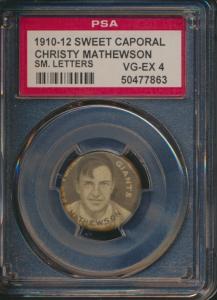 PSA
1910-12 SWEET CAPORAL
CHRISTY MATHEWSON
SM. LETTERS VG-EX 4
50477863
GIANTS
MATHEWSON